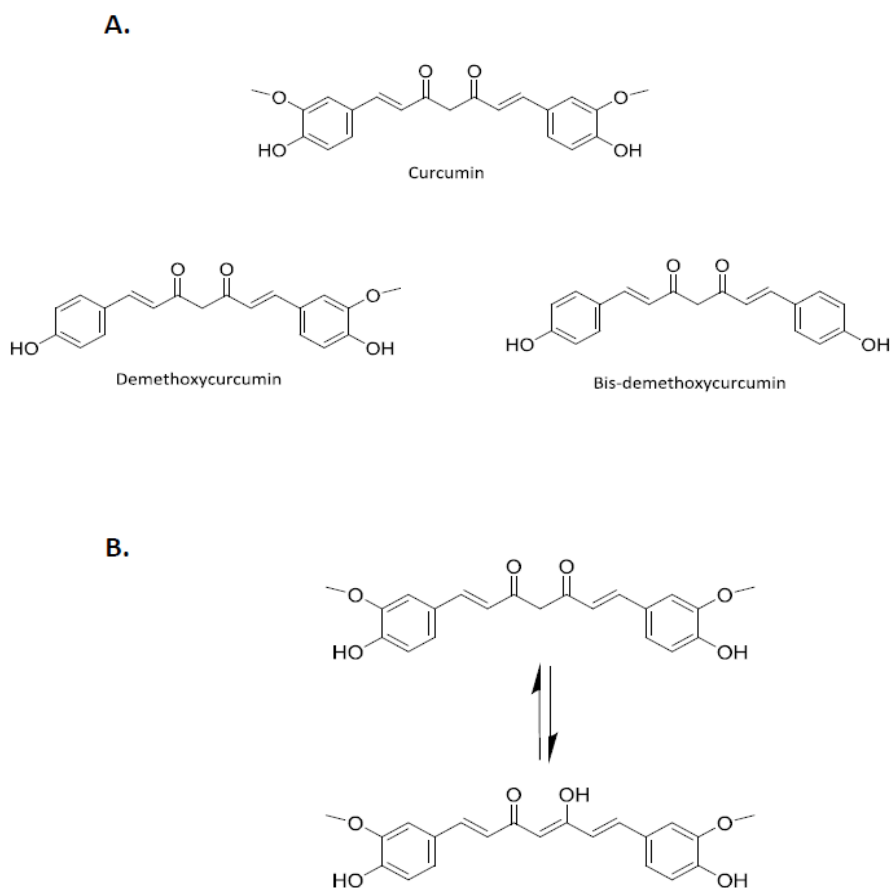 A.
O O
O O
HO OH
Curcumin
O O O O
O
HO OH HO OH
Demethoxycurcumin Bis-demethoxycurcumin
B.
O O
O O
HO OH
O OH
O O
HO OH